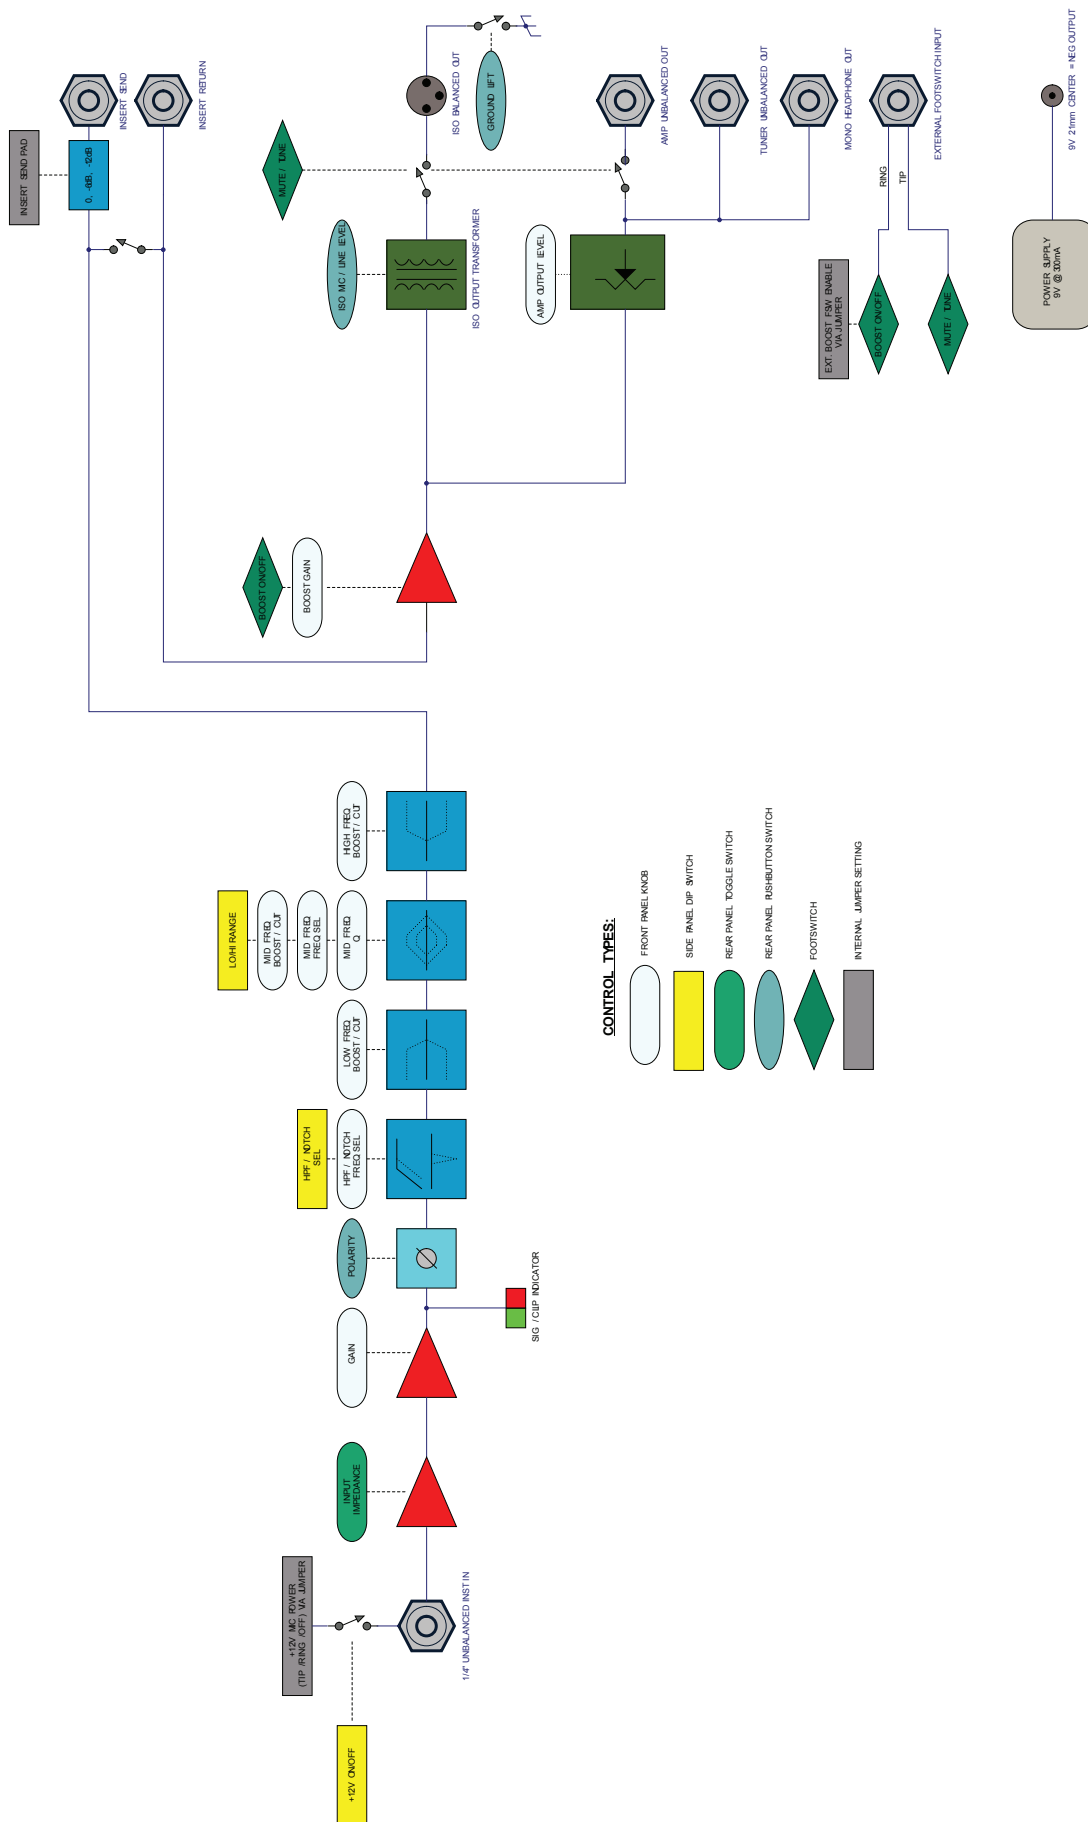 +12V ON/OFF
+12V MIC POWER
(TIP /RING /OFF) VIA JUMPER
1/4" UNBALANCED INST IN
INPUT
IMPEDANCE
GAIN
SIG / CLIP INDICATOR
POLARITY
HPF / NOTCH
SEL
HPF / NOTCH
FREQ SEL
LOW FREQ
BOOST / CUT
LO/HI RANGE
MID FREQ
BOOST / CUT
MID FREQ
FREQ SEL
MID FREQ
Q
HIGH FREQ
BOOST / CUT
BOOST ON/OFF
BOOST GAIN
INSERT SEND PAD
0, -6dB, -12dB
INSERT SEND
INSERT RETURN
MUTE / TUNE
ISO MIC / LINE LEVEL
ISO OUTPUT TRANSFORMER
ISO BALANCED OUT
GROUND LIFT
AMP OUTPUT LEVEL
AMP UNBALANCED OUT
TUNER UNBALANCED OUT
MONO HEADPHONE OUT
EXT. BOOST FSW ENABLE
VIA JUMPER
BOOST ON/OFF
MUTE / TUNE
RING
TIP
EXTERNAL FOOTSWITCH INPUT
POWER SUPPLY
9V @ 300mA
9V 2.1mm CENTER = NEG OUTPUT
CONTROL TYPES:
FRONT PANEL KNOB
SIDE PANEL DIP SWITCH
REAR PANEL TOGGLE SWITCH
REAR PANEL PUSHBUTTON SWITCH
FOOTSWITCH
INTERNAL JUMPER SETTING